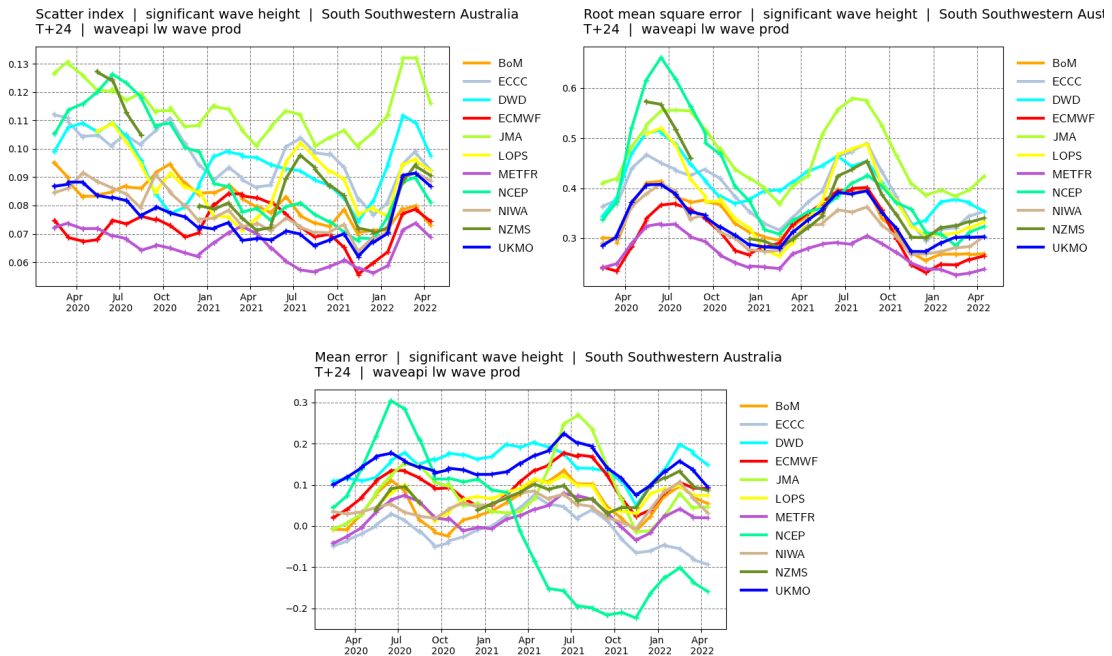 Scatter index | significant wave height | South Southwestern Australia
T+24 | waveapi lw wave prod
0.13
0.12
0.11
0.10
0.09
0.08
0.07
0.06
Apr 2020
Jul 2020
Oct 2020
Jan 2021
Apr 2021
Jul 2021
Oct 2021
Jan 2022
Apr 2022
BoM
ECCC
DWD
ECMWF
JMA
LOPS
METFR
NCEP
NIWA
NZMS
UKMO
Root mean square error | significant wave height | South Southwestern Aust
T+24 | waveapi lw wave prod
0.6
0.5
0.4
0.3
Apr 2020
Jul 2020
Oct 2020
Jan 2021
Apr 2021
Jul 2021
Oct 2021
Jan 2022
Apr 2022
BoM
ECCC
DWD
ECMWF
JMA
LOPS
METFR
NCEP
NIWA
NZMS
UKMO
Mean error | significant wave height | South Southwestern Australia
T+24 | waveapi lw wave prod
0.3
0.2
0.1
0.0
−0.1
−0.2
Apr 2020
Jul 2020
Oct 2020
Jan 2021
Apr 2021
Jul 2021
Oct 2021
Jan 2022
Apr 2022
BoM
ECCC
DWD
ECMWF
JMA
LOPS
METFR
NCEP
NIWA
NZMS
UKMO